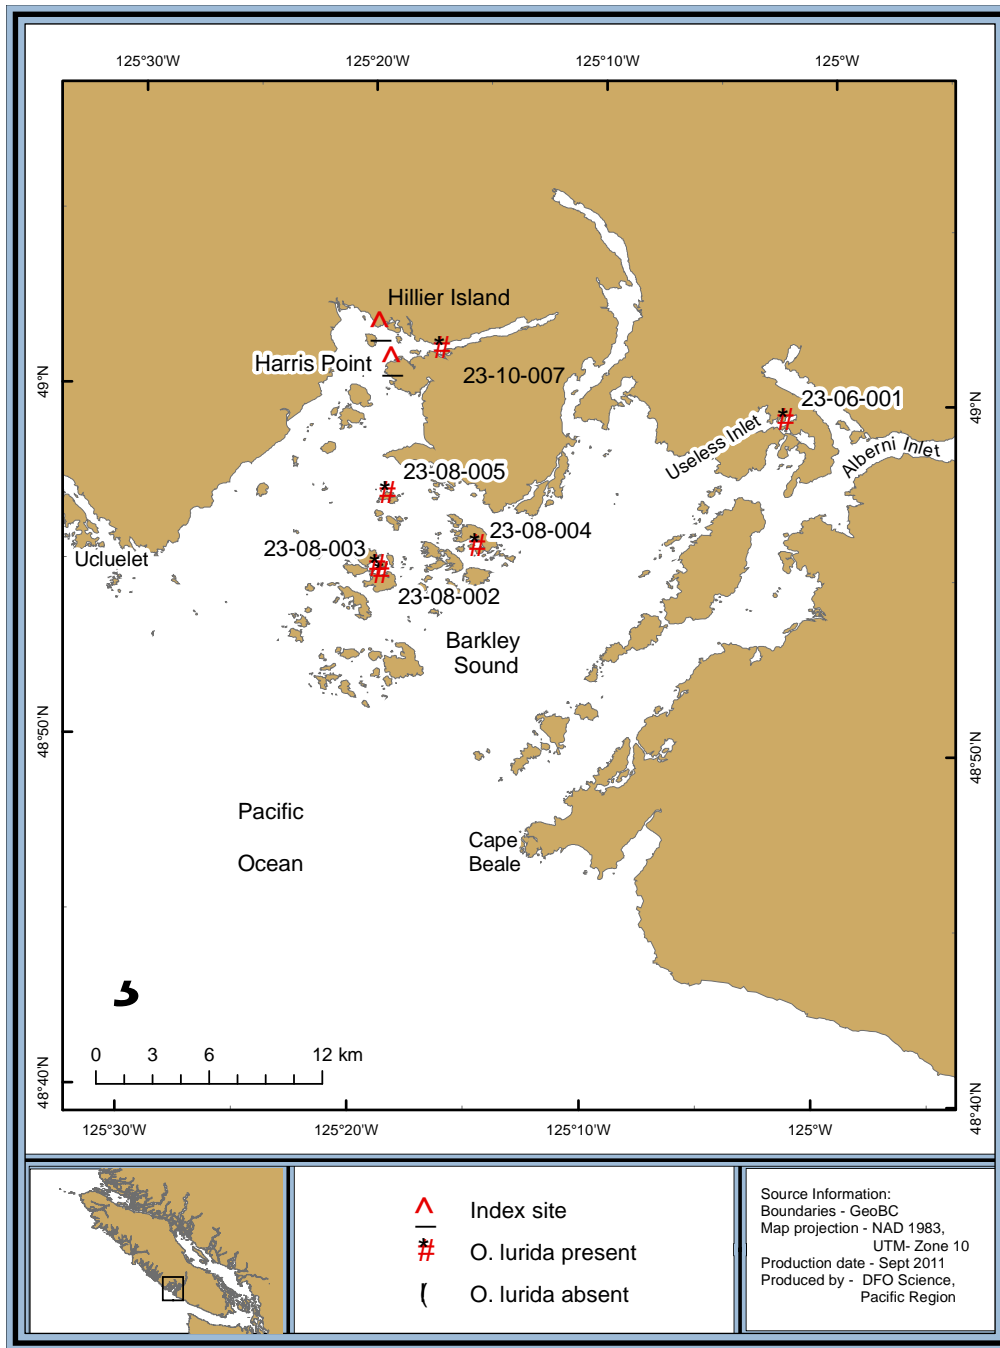 125°30'W 125°20'W 125°10'W 125°W
Hillier Island
^
*
Harris Point
^
#
23-10-007
49°N
49°N
23-06-001
*
#
Useless Inlet
Alberni Inlet
23-08-005
*
#
23-08-004
*
#
23-08-003
*
#
*
#
23-08-002
Ucluelet
Barkley
Sound
48°50'N
48°50'N
Pacific
Ocean
Cape
Beale
0 3 6 12 km
48°40'N
48°40'N
125°30'W 125°20'W 125°10'W 125°W
^ Index site
*
# O. lurida present
( O. lurida absent
Source Information:
Boundaries - GeoBC
Map projection - NAD 1983,
UTM- Zone 10
Production date - Sept 2011
Produced by - DFO Science,
Pacific Region